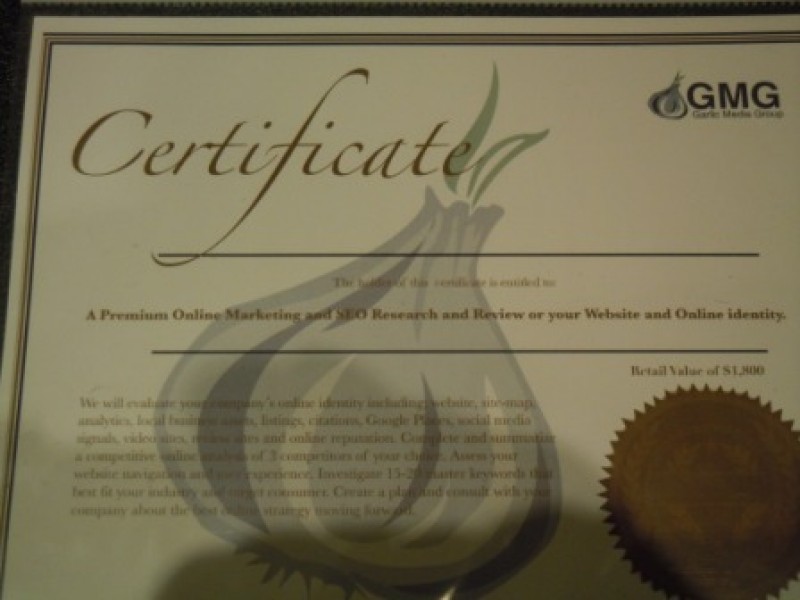 Certificate
GMG
Garlic Media Group
The holder of this certificate is entitled to:
A Premium Online Marketing and SEO Research and Review or your Website and Online identity.
Retail Value of $1,800
We will evaluate your company's online identity including: website, site-map,
analytics, local business assets, listings, citations, Google Places, social media
signals, video sites, review sites and online reputation. Complete and summarize
a competitive online analysis of 3 competitors of your choice. Assess your
website navigation and user experience. Investigate 15-20 master keywords that
best fit your industry and target consumer. Create a plan and consult with your
company about the best online strategy moving forward.